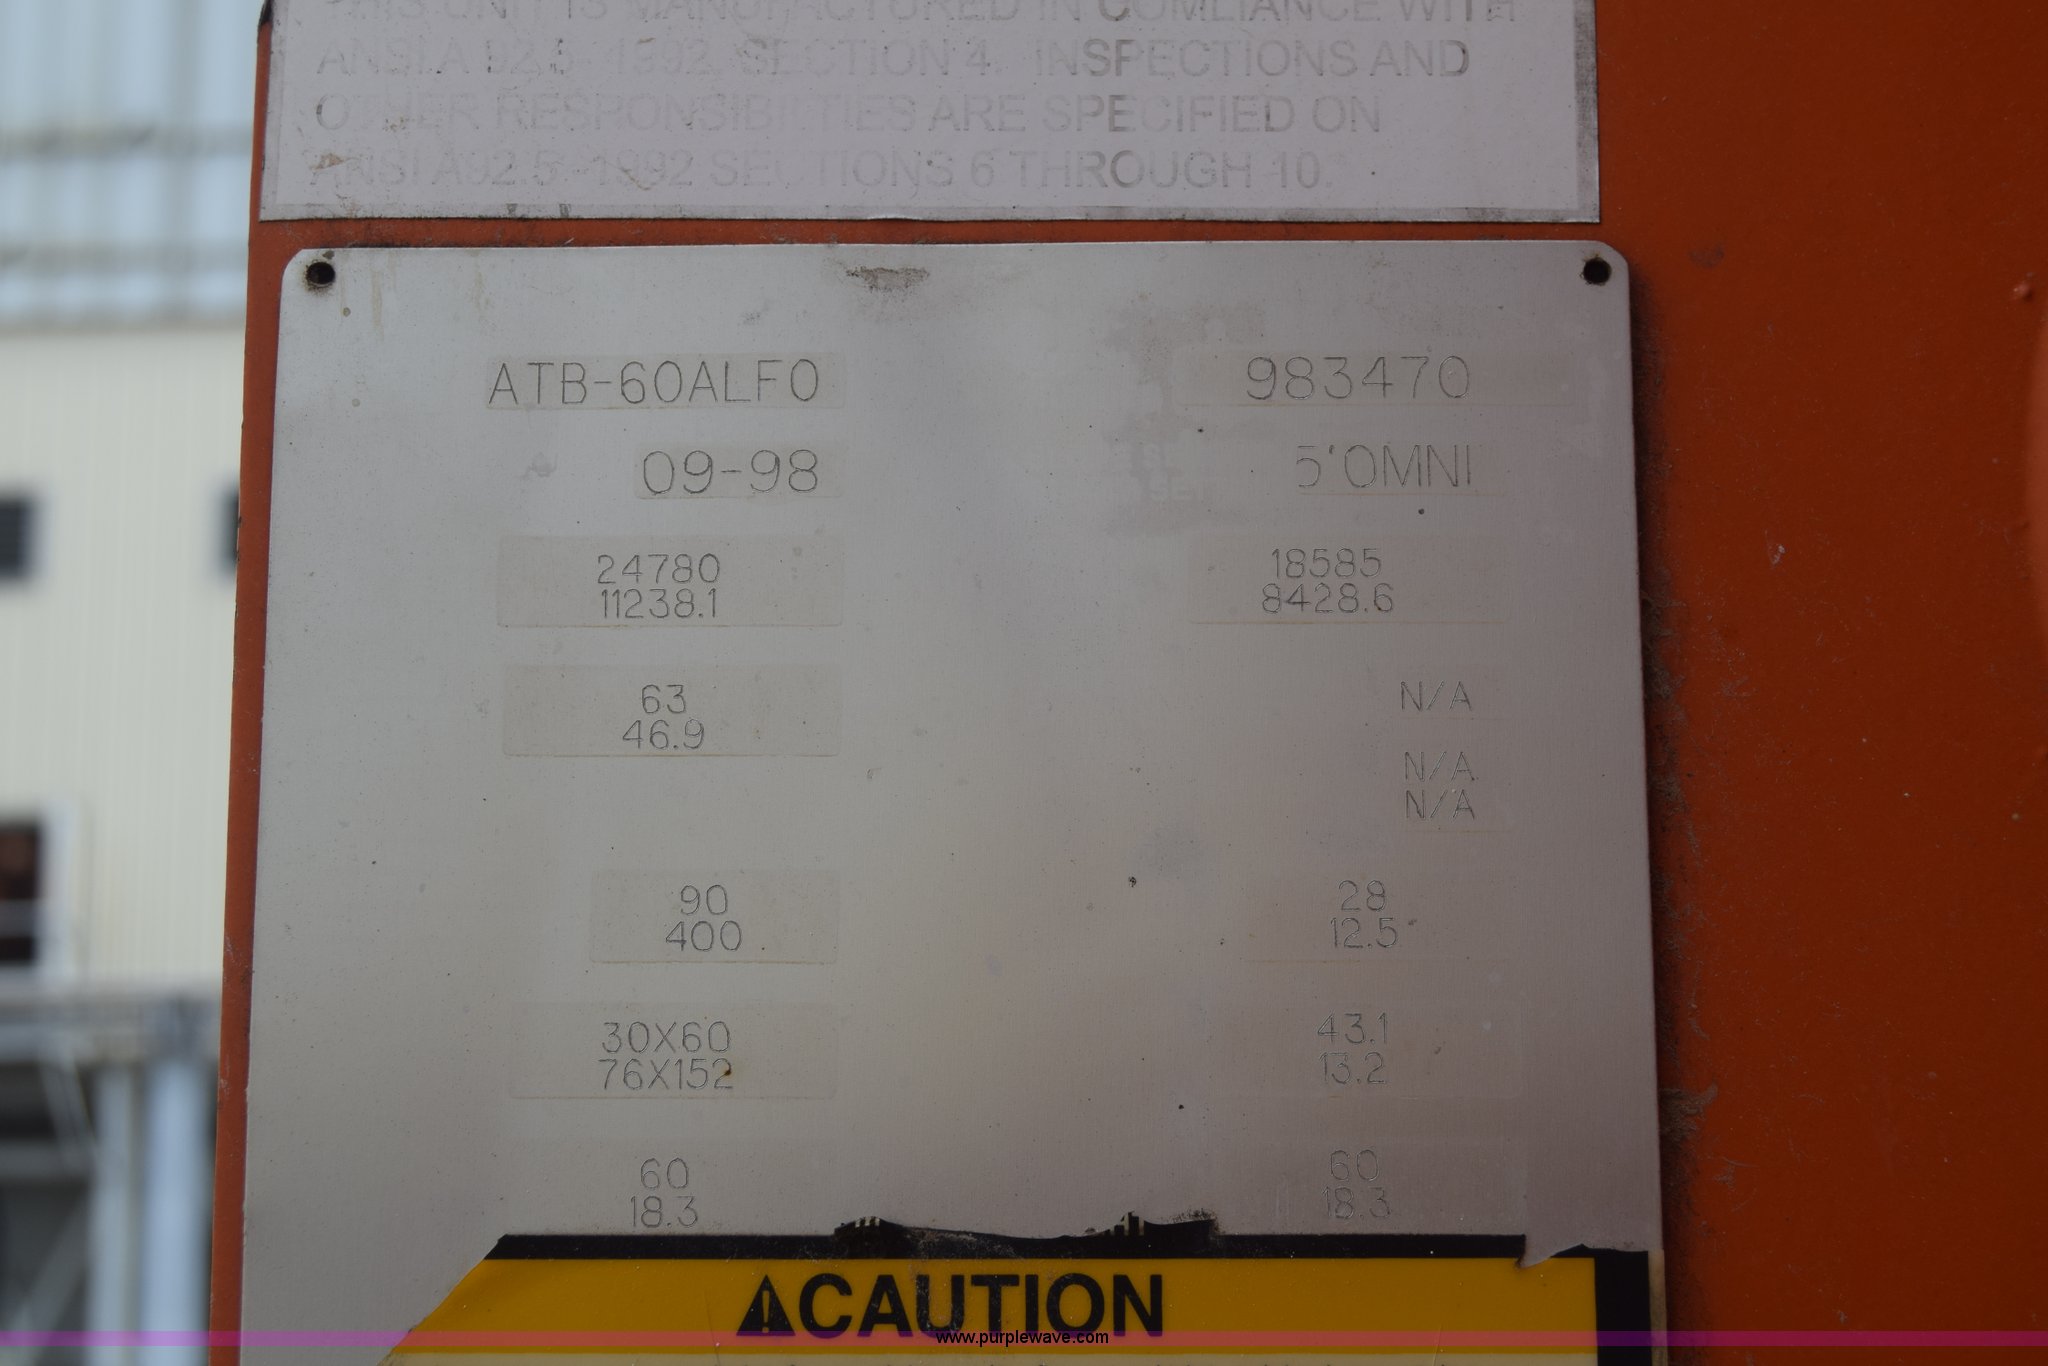 THIS UNIT IS MANUFACTURED IN COMLIANCE WITH
ANSI A 92.5- 1992, SECTION 4. INSPECTIONS AND
OTHER RESPONSIBILITIES ARE SPECIFIED ON
ANSI A92.5 -1992 SECTIONS 6 THROUGH 10.
ATB-60ALFO 983470
09-98 5'OMNI
24780 18585
11238.1 8428.6
63 N/A
46.9
N/A
N/A
90 28
400 12.5
30X60 43.1
76X152 13.2
60 60
18.3 18.3
CAUTION
www.purplewave.com